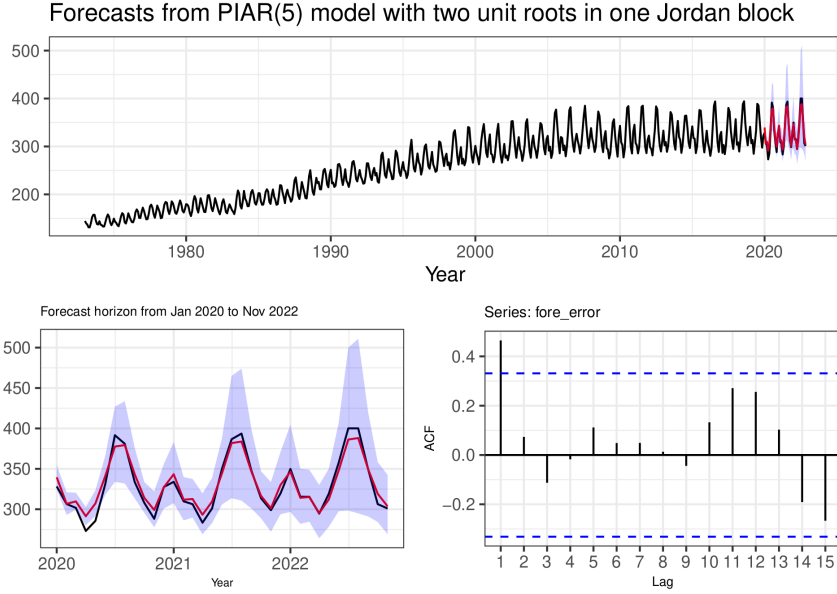 Forecasts from PIAR(5) model with two unit roots in one Jordan block
500
400
300
200
1980
1990
2000
2010
2020
Year
Forecast horizon from Jan 2020 to Nov 2022
500
450
400
350
300
2020
2021
2022
Year
Series: fore_error
ACF
0.4
0.2
0.0
−0.2
1 2 3 4 5 6 7 8 9 10 11 12 13 14 15
Lag